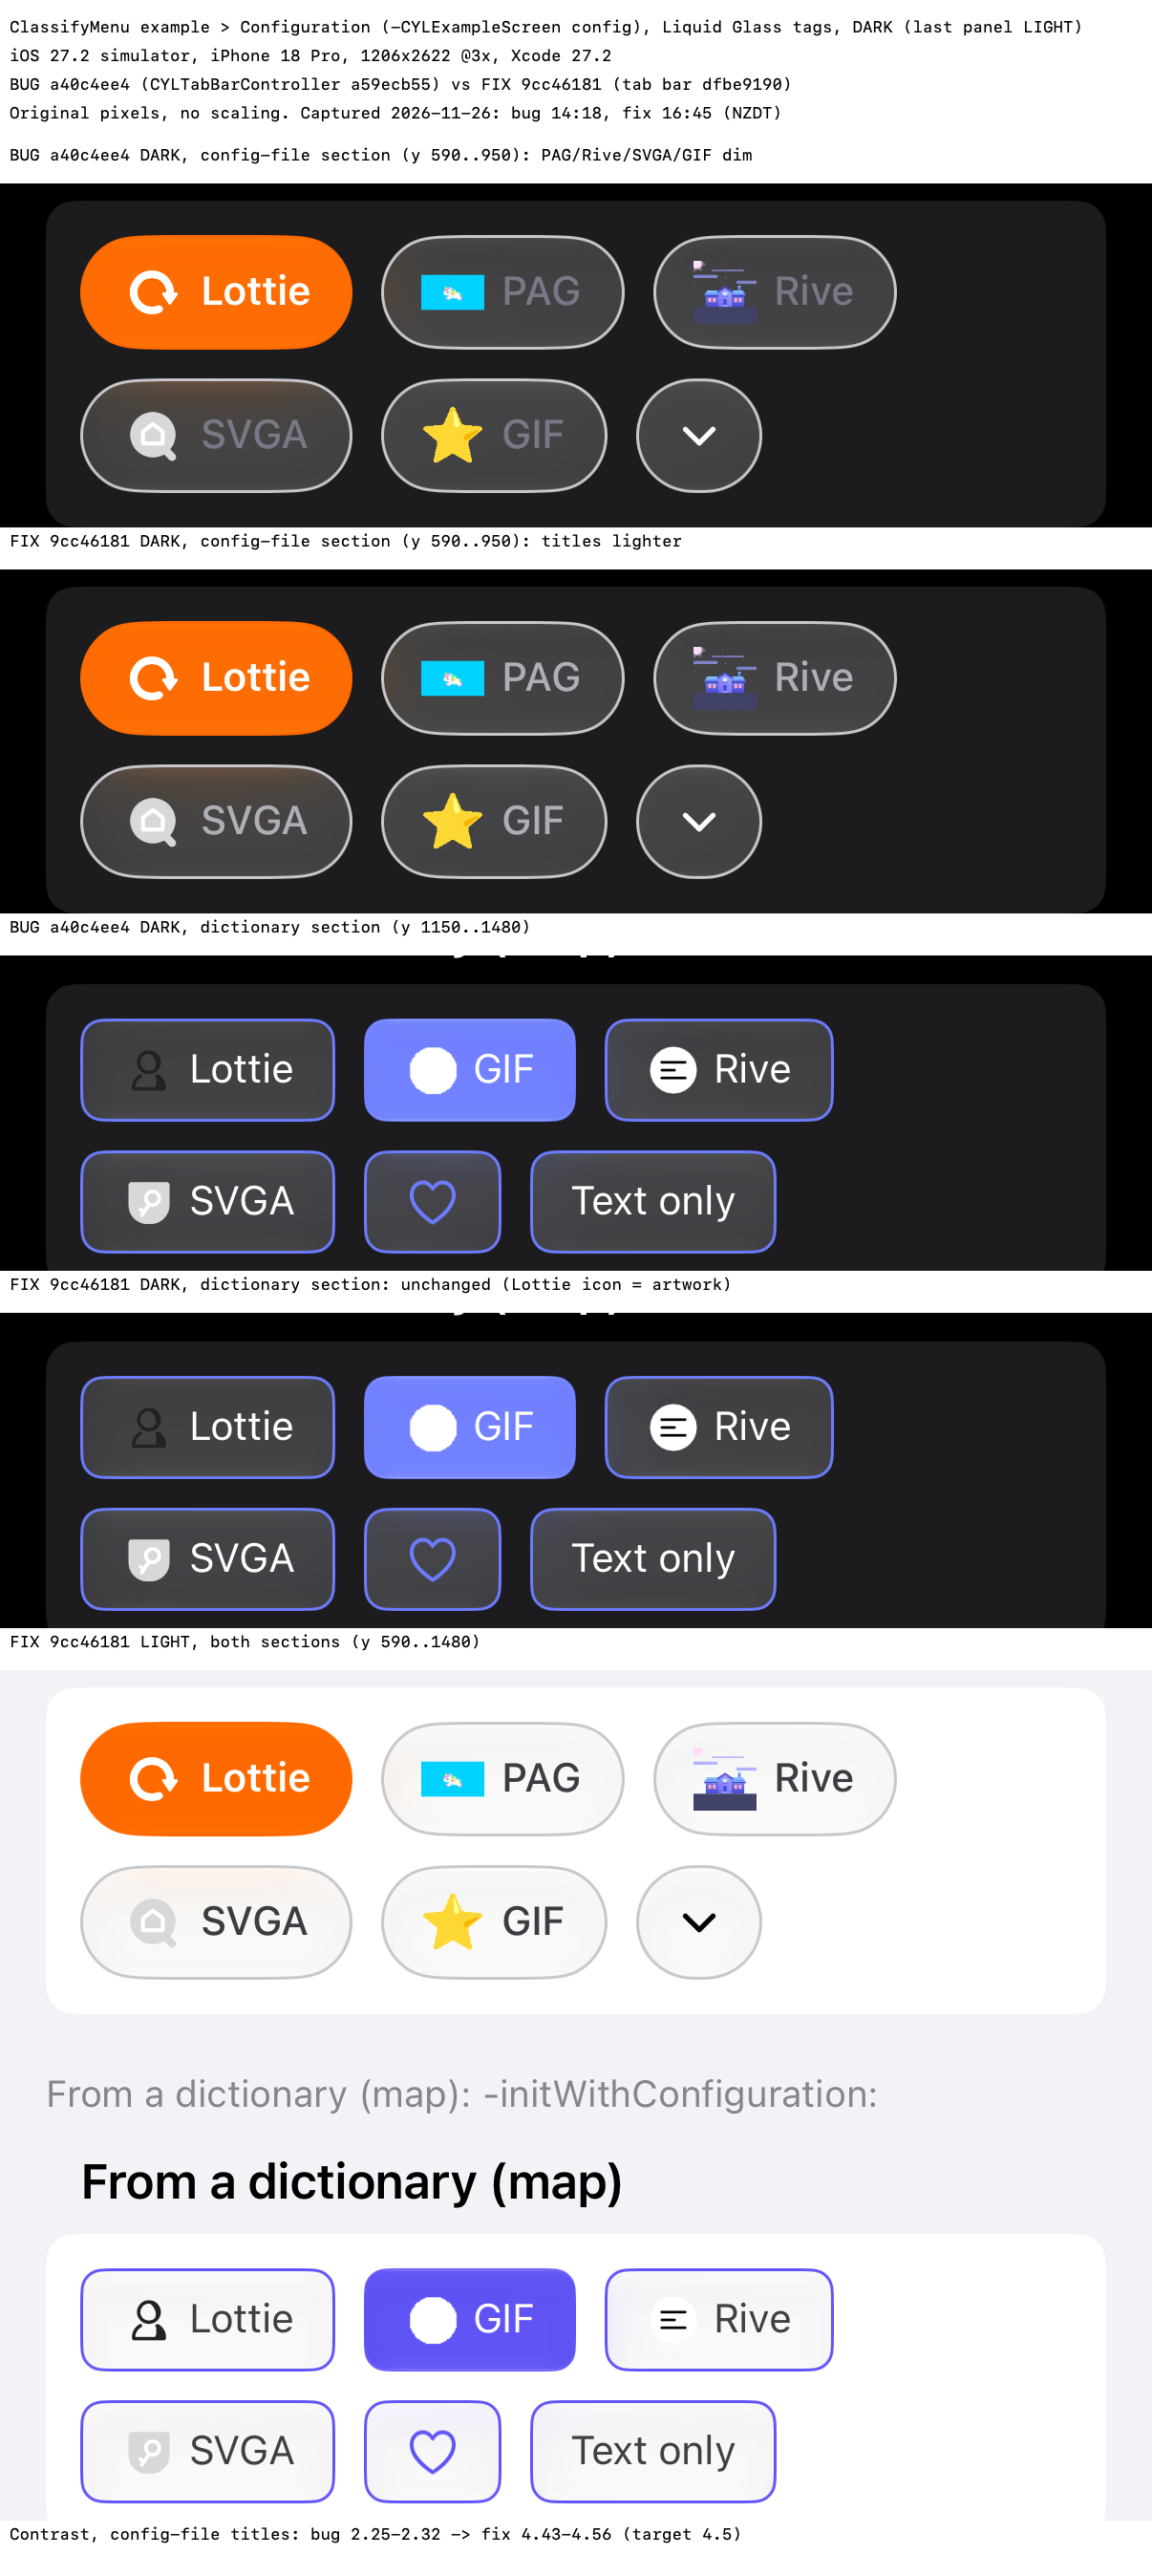 ClassifyMenu example > Configuration (-CYLExampleScreen config), Liquid Glass tags, DARK (last panel LIGHT)
iOS 27.2 simulator, iPhone 18 Pro, 1206x2622 @3x, Xcode 27.2
BUG a40c4ee4 (CYLTabBarController a59ecb55) vs FIX 9cc46181 (tab bar dfbe9190)
Original pixels, no scaling. Captured 2026-11-26: bug 14:18, fix 16:45 (NZDT)
BUG a40c4ee4 DARK, config-file section (y 590..950): PAG/Rive/SVGA/GIF dim
Lottie PAG Rive
SVGA GIF
FIX 9cc46181 DARK, config-file section (y 590..950): titles lighter
Lottie PAG Rive
SVGA GIF
BUG a40c4ee4 DARK, dictionary section (y 1150..1480)
Lottie GIF Rive
SVGA Text only
FIX 9cc46181 DARK, dictionary section: unchanged (Lottie icon = artwork)
Lottie GIF Rive
SVGA Text only
FIX 9cc46181 LIGHT, both sections (y 590..1480)
Lottie PAG Rive
SVGA GIF
From a dictionary (map): -initWithConfiguration:
From a dictionary (map)
Lottie GIF Rive
SVGA Text only
Contrast, config-file titles: bug 2.25-2.32 -> fix 4.43-4.56 (target 4.5)